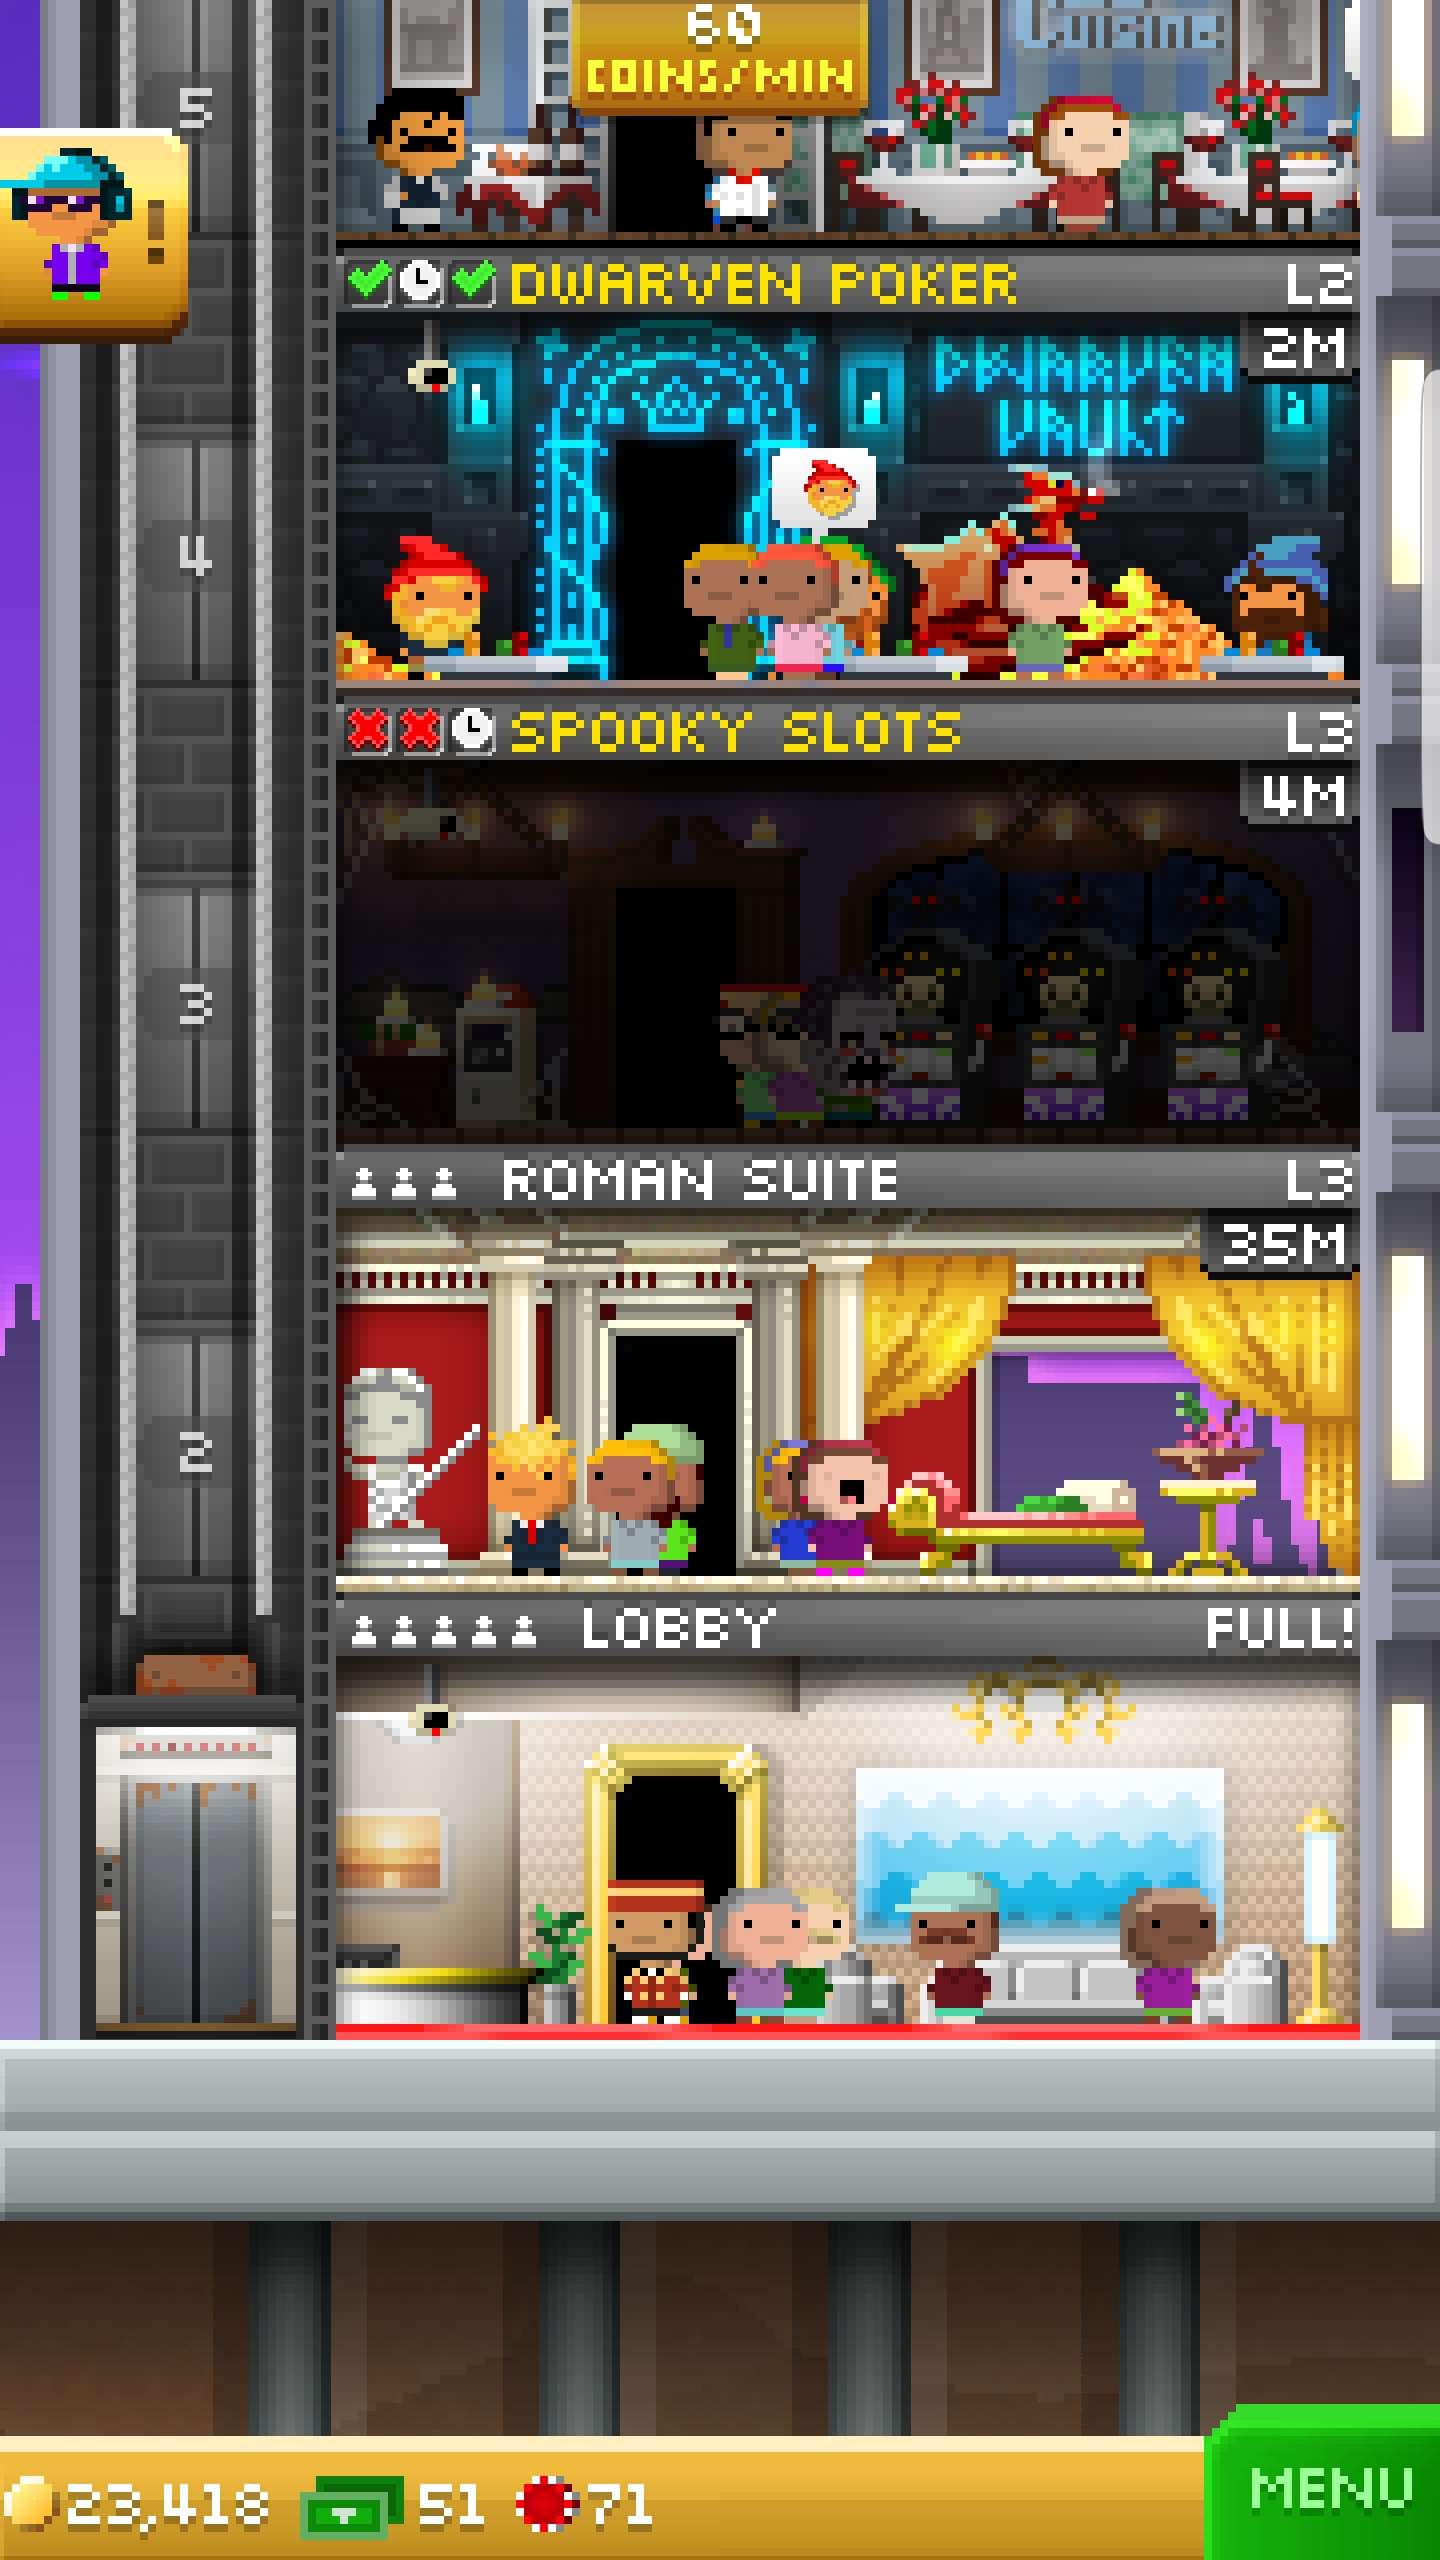 Cuisine
60
COINS/MIN
5
!
DWARVEN POKER
L2
2M
DWARVEN
VAULT
4
SPOOKY SLOTS
L3
4M
3
ROMAN SUITE
L3
35M
2
LOBBY
FULL!
MENU
23,418
51
71